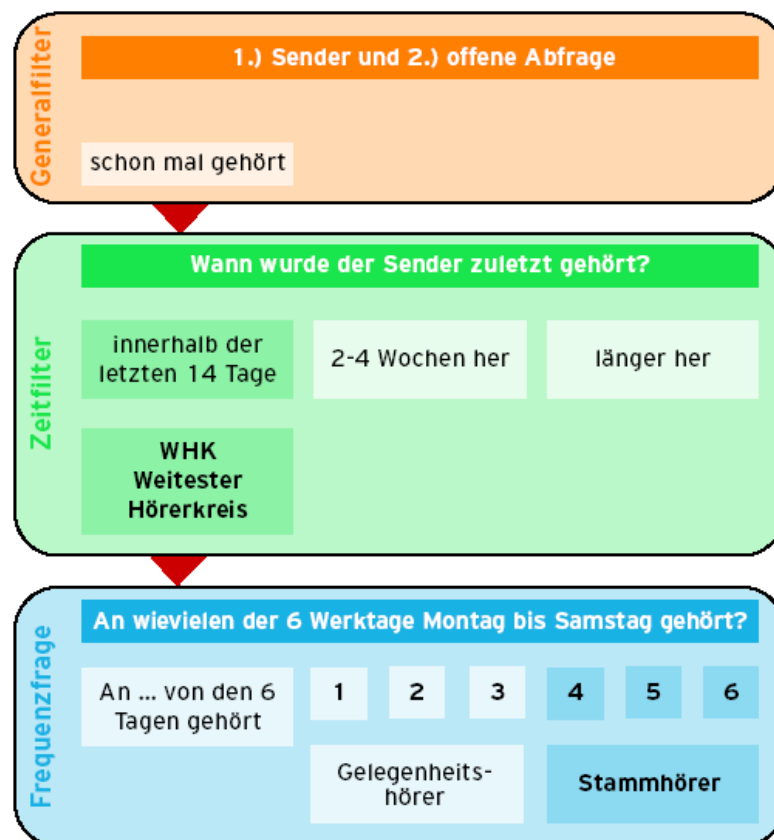 Generalfilter
1.) Sender und 2.) offene Abfrage
schon mal gehört
Zeitfilter
Wann wurde der Sender zuletzt gehört?
innerhalb der
letzten 14 Tage
2-4 Wochen her
länger her
WHK
Weitester
Hörerkreis
Frequenzfrage
An wievielen der 6 Werktage Montag bis Samstag gehört?
An ... von den 6
Tagen gehört
1 2 3 4 5 6
Gelegenheits-
hörer
Stammhörer